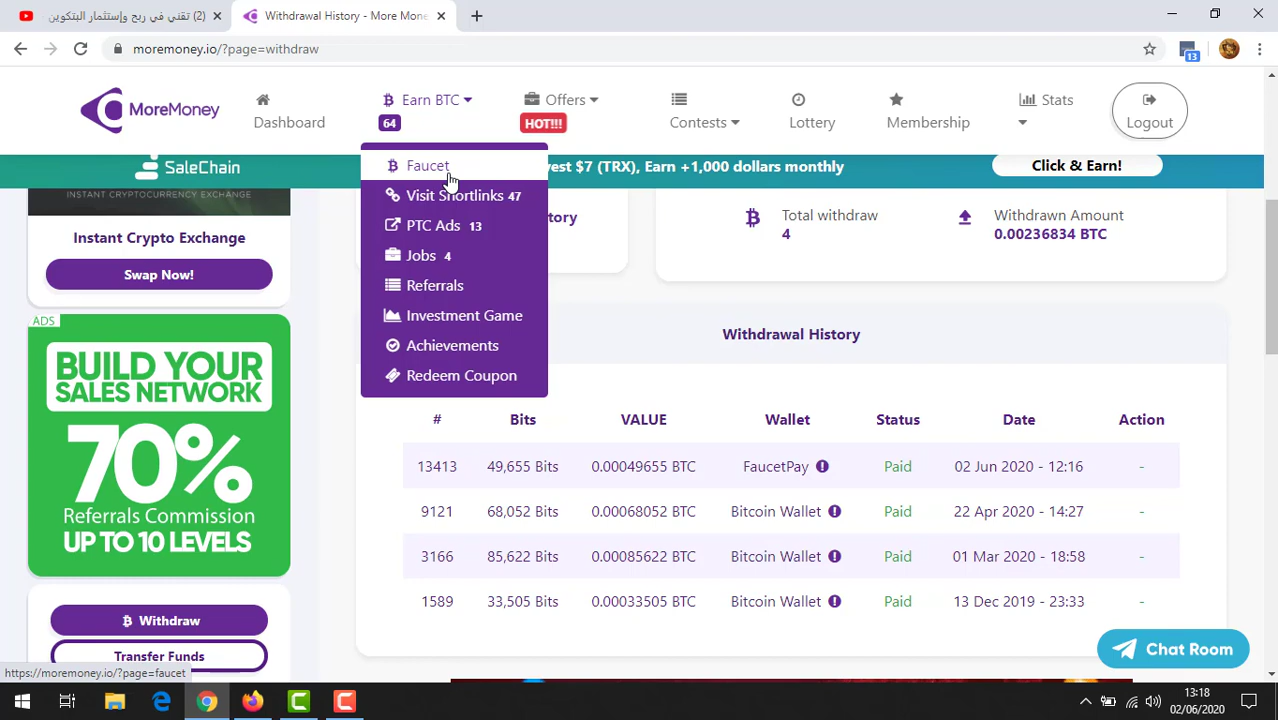 (2) تقني في ربح وإستثمار البتكوين
Withdrawal History - More Mone
moremoney.io/?page=withdraw
13
MoreMoney
Dashboard
Earn BTC
64
Offers
HOT!!!
Contests
Lottery
Membership
Stats
Logout
SaleChain
vest $7 (TRX), Earn +1,000 dollars monthly
Click & Earn!
INSTANT CRYPTO EXCHANGE
Instant Crypto Exchange
Swap Now!
Faucet
Visit Shortlinks 47
PTC Ads 13
Jobs 4
Referrals
Investment Game
Achievements
Redeem Coupon
tory
Total withdraw
4
Withdrawn Amount
0.00236834 BTC
ADS
BUILD YOUR
SALES NETWORK
70%
Referrals Commission
UP TO 10 LEVELS
Withdrawal History
# Bits VALUE Wallet Status Date Action
13413 49,655 Bits 0.00049655 BTC FaucetPay Paid 02 Jun 2020 - 12:16 -
9121 68,052 Bits 0.00068052 BTC Bitcoin Wallet Paid 22 Apr 2020 - 14:27 -
3166 85,622 Bits 0.00085622 BTC Bitcoin Wallet Paid 01 Mar 2020 - 18:58 -
1589 33,505 Bits 0.00033505 BTC Bitcoin Wallet Paid 13 Dec 2019 - 23:33 -
Withdraw
Transfer Funds
Chat Room
https://moremoney.io/?page=faucet
13:18
02/06/2020